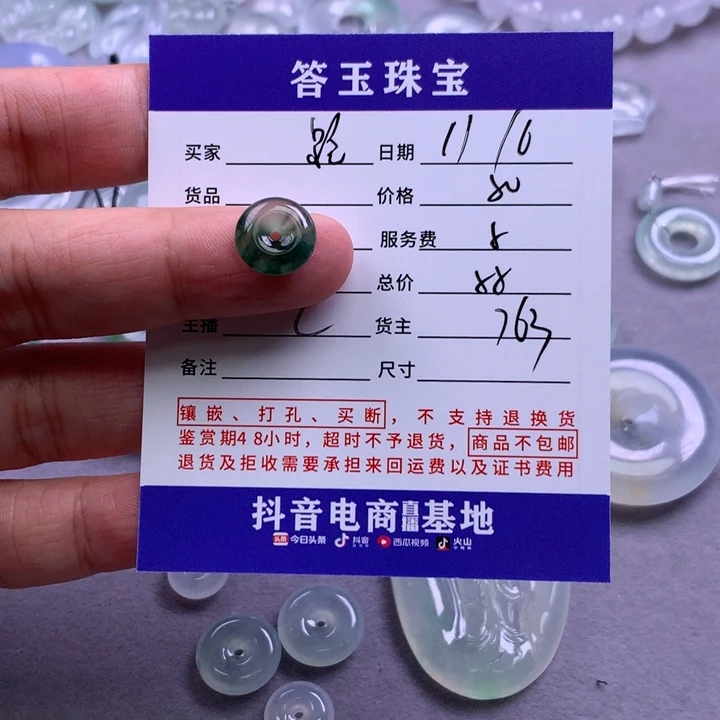 答玉珠宝
买家 日期 11/6
货品 价格 80
服务费 8
总价 88
主播 货主 763
备注 尺寸
镶嵌、打孔、买断，不支持退换货
鉴赏期48小时，超时不予退货，商品不包邮
退货及拒收需要承担来回运费以及证书费用
抖音电商直播基地
头条 今日头条 抖音 西瓜视频 火山